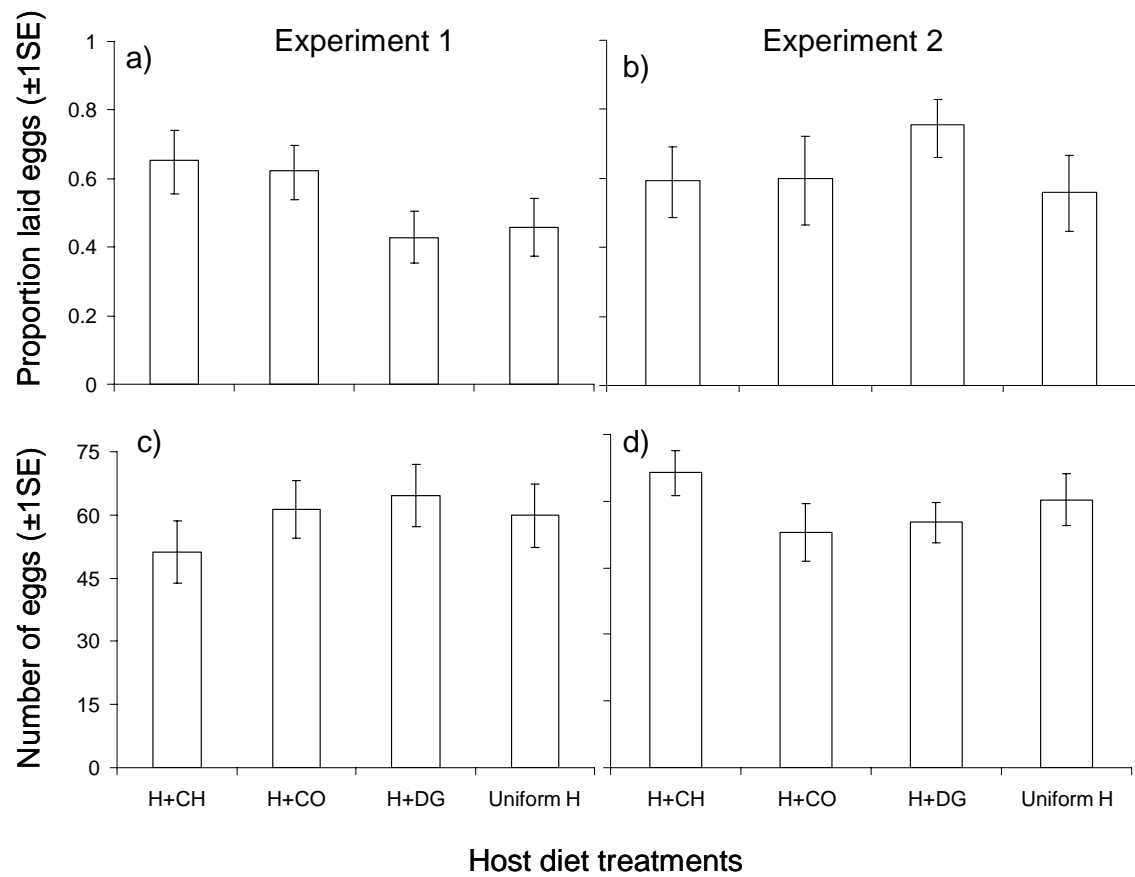 Experiment 1
Experiment 2
a)
b)
Proportion laid eggs (±1SE)
1
0.8
0.6
0.4
0.2
0
c)
d)
Number of eggs (±1SE)
75
60
45
30
15
0
H+CH H+CO H+DG Uniform H
H+CH H+CO H+DG Uniform H
Host diet treatments